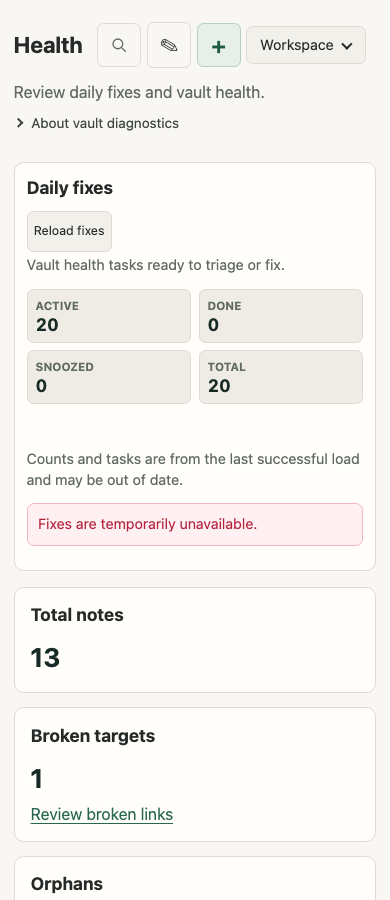 Health
Workspace
Review daily fixes and vault health.
About vault diagnostics
Daily fixes
Reload fixes
Vault health tasks ready to triage or fix.
ACTIVE
20
DONE
0
SNOOZED
0
TOTAL
20
Counts and tasks are from the last successful load
and may be out of date.
Fixes are temporarily unavailable.
Total notes
13
Broken targets
1
Review broken links
Orphans